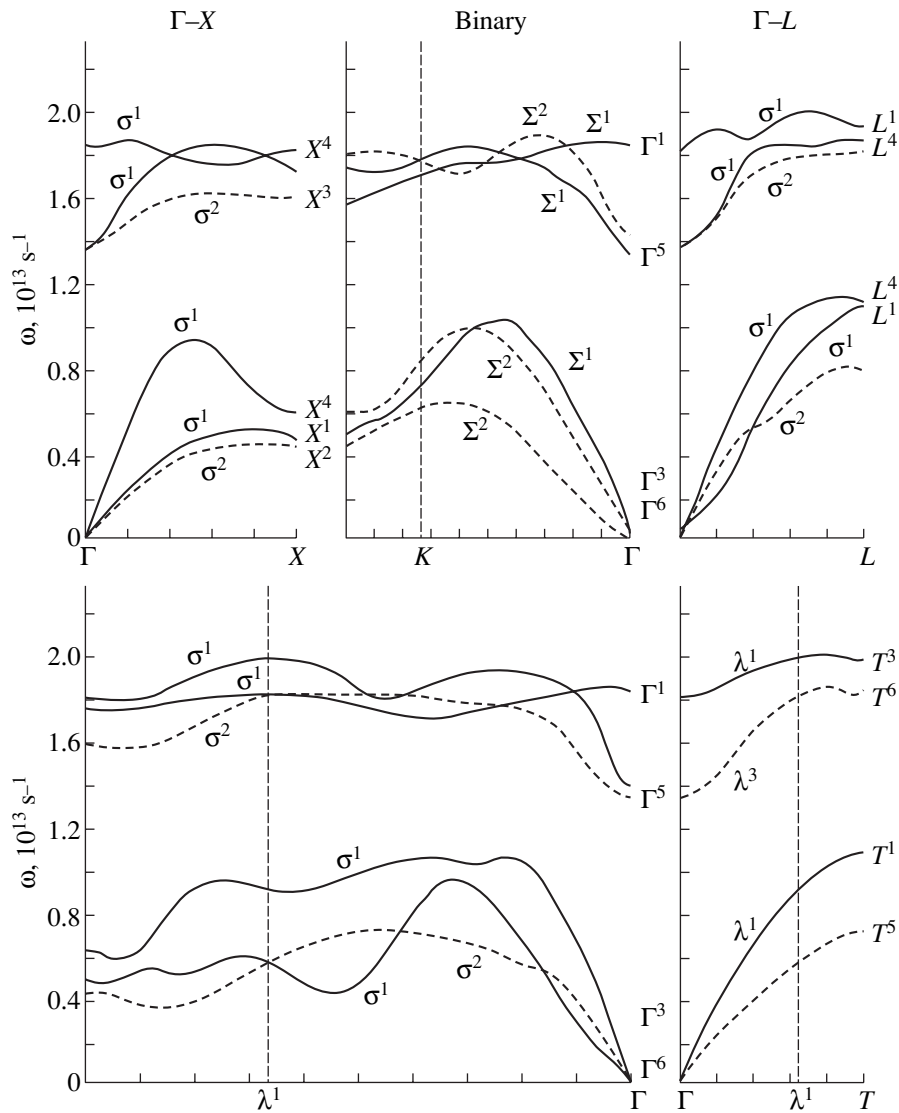 Γ–X
Binary
Γ–L
ω, 10¹³ s⁻¹
2.0
1.6
1.2
0.8
0.4
0
σ¹
σ¹
σ²
σ¹
σ¹
σ²
X⁴
X³
X⁴
X¹
X²
Γ
X
Σ²
Σ¹
Σ¹
Σ¹
Σ²
Σ²
Γ¹
Γ⁵
Γ³
Γ⁶
K
Γ
σ¹
σ¹
σ²
σ¹
σ¹
σ²
L¹
L⁴
L⁴
L¹
L
ω, 10¹³ s⁻¹
2.0
1.6
1.2
0.8
0.4
0
σ¹
σ¹
σ²
σ¹
σ¹
σ²
Γ¹
Γ⁵
Γ³
Γ⁶
λ¹
Γ
λ¹
λ³
λ¹
T³
T⁶
T¹
T⁵
Γ
λ¹
T